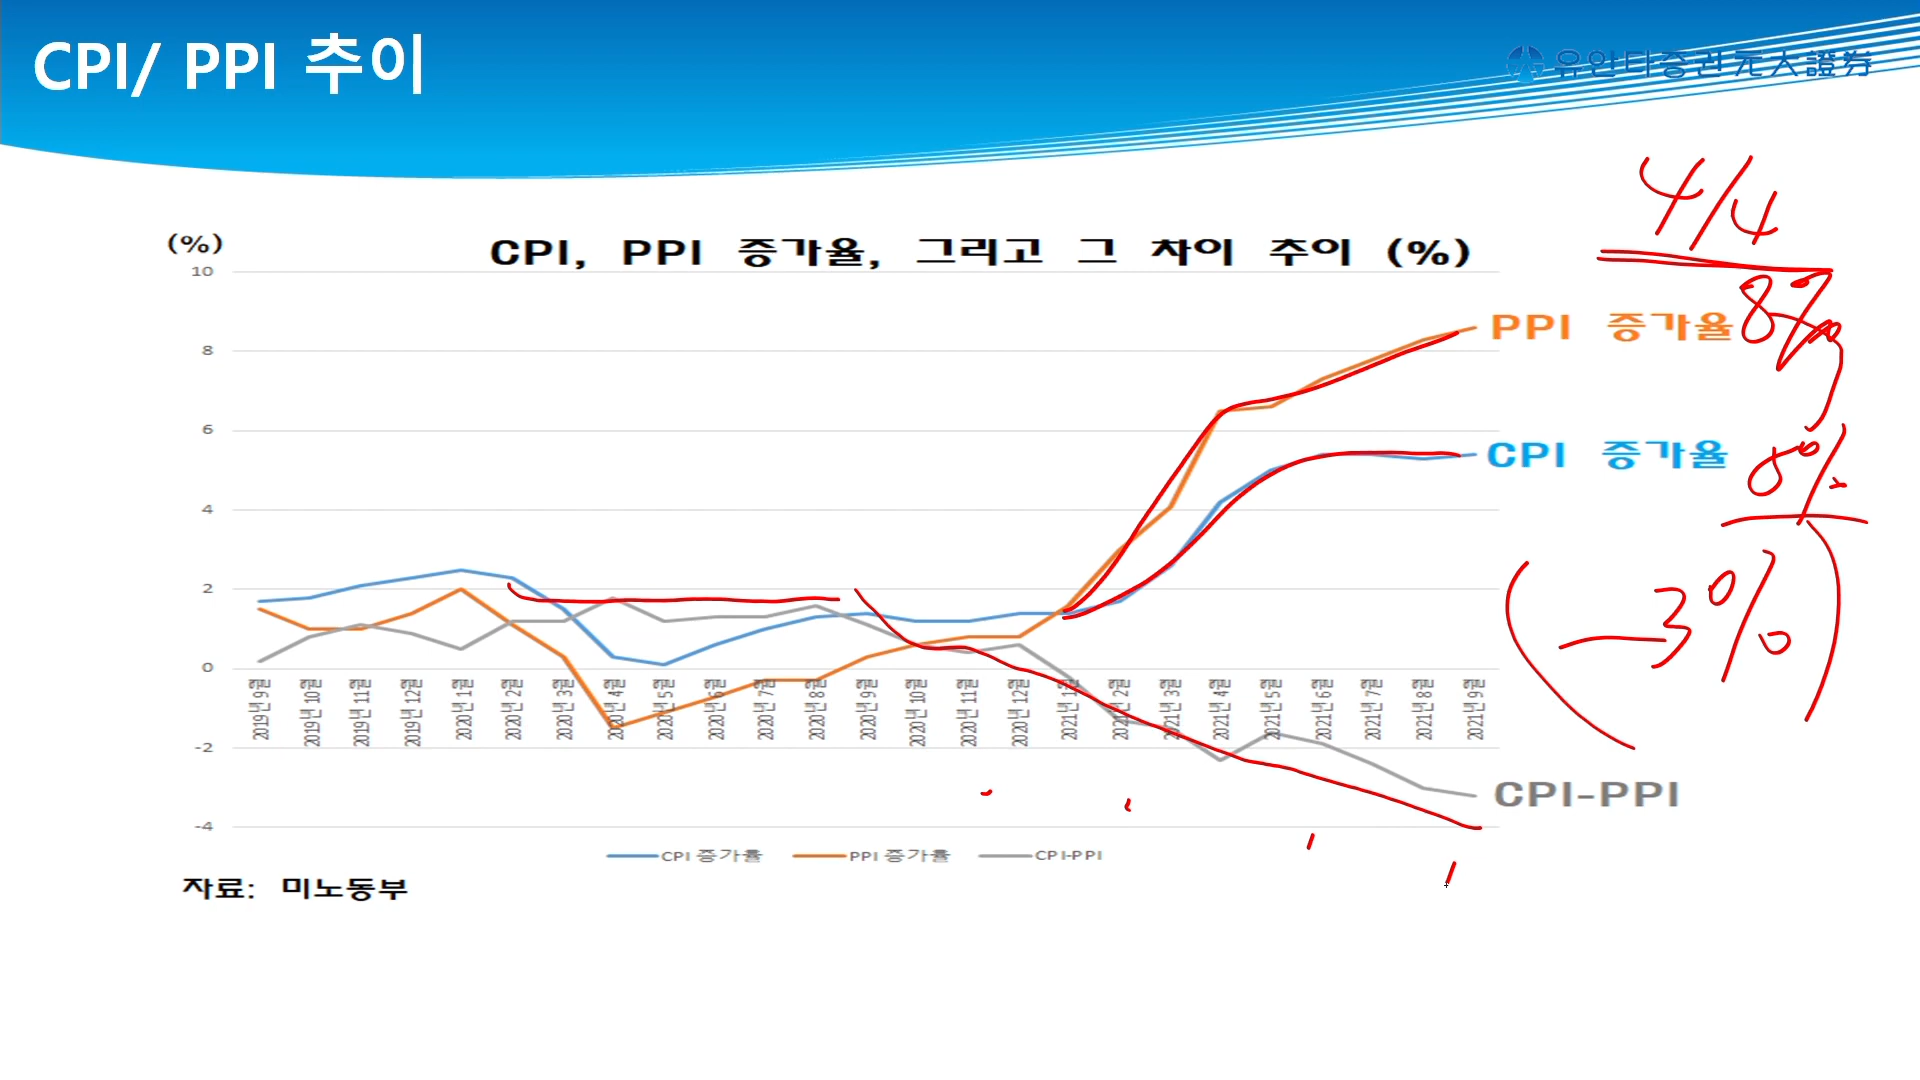 CPI/ PPI 추이
유안타증권 元大證券
(%)
CPI, PPI 증가율, 그리고 그 차이 추이 (%)
10
8
6
4
2
0
-2
-4
PPI 증가율
CPI 증가율
CPI-PPI
4/4
8%
5%
-3%
2019년 9월
2019년 10월
2019년 11월
2019년 12월
2020년 1월
2020년 2월
2020년 3월
2020년 4월
2020년 5월
2020년 6월
2020년 7월
2020년 8월
2020년 9월
2020년 10월
2020년 11월
2020년 12월
2021년 1월
2021년 2월
2021년 3월
2021년 4월
2021년 5월
2021년 6월
2021년 7월
2021년 8월
2021년 9월
CPI 증가율 PPI 증가율 CPI-PPI
자료: 미노동부